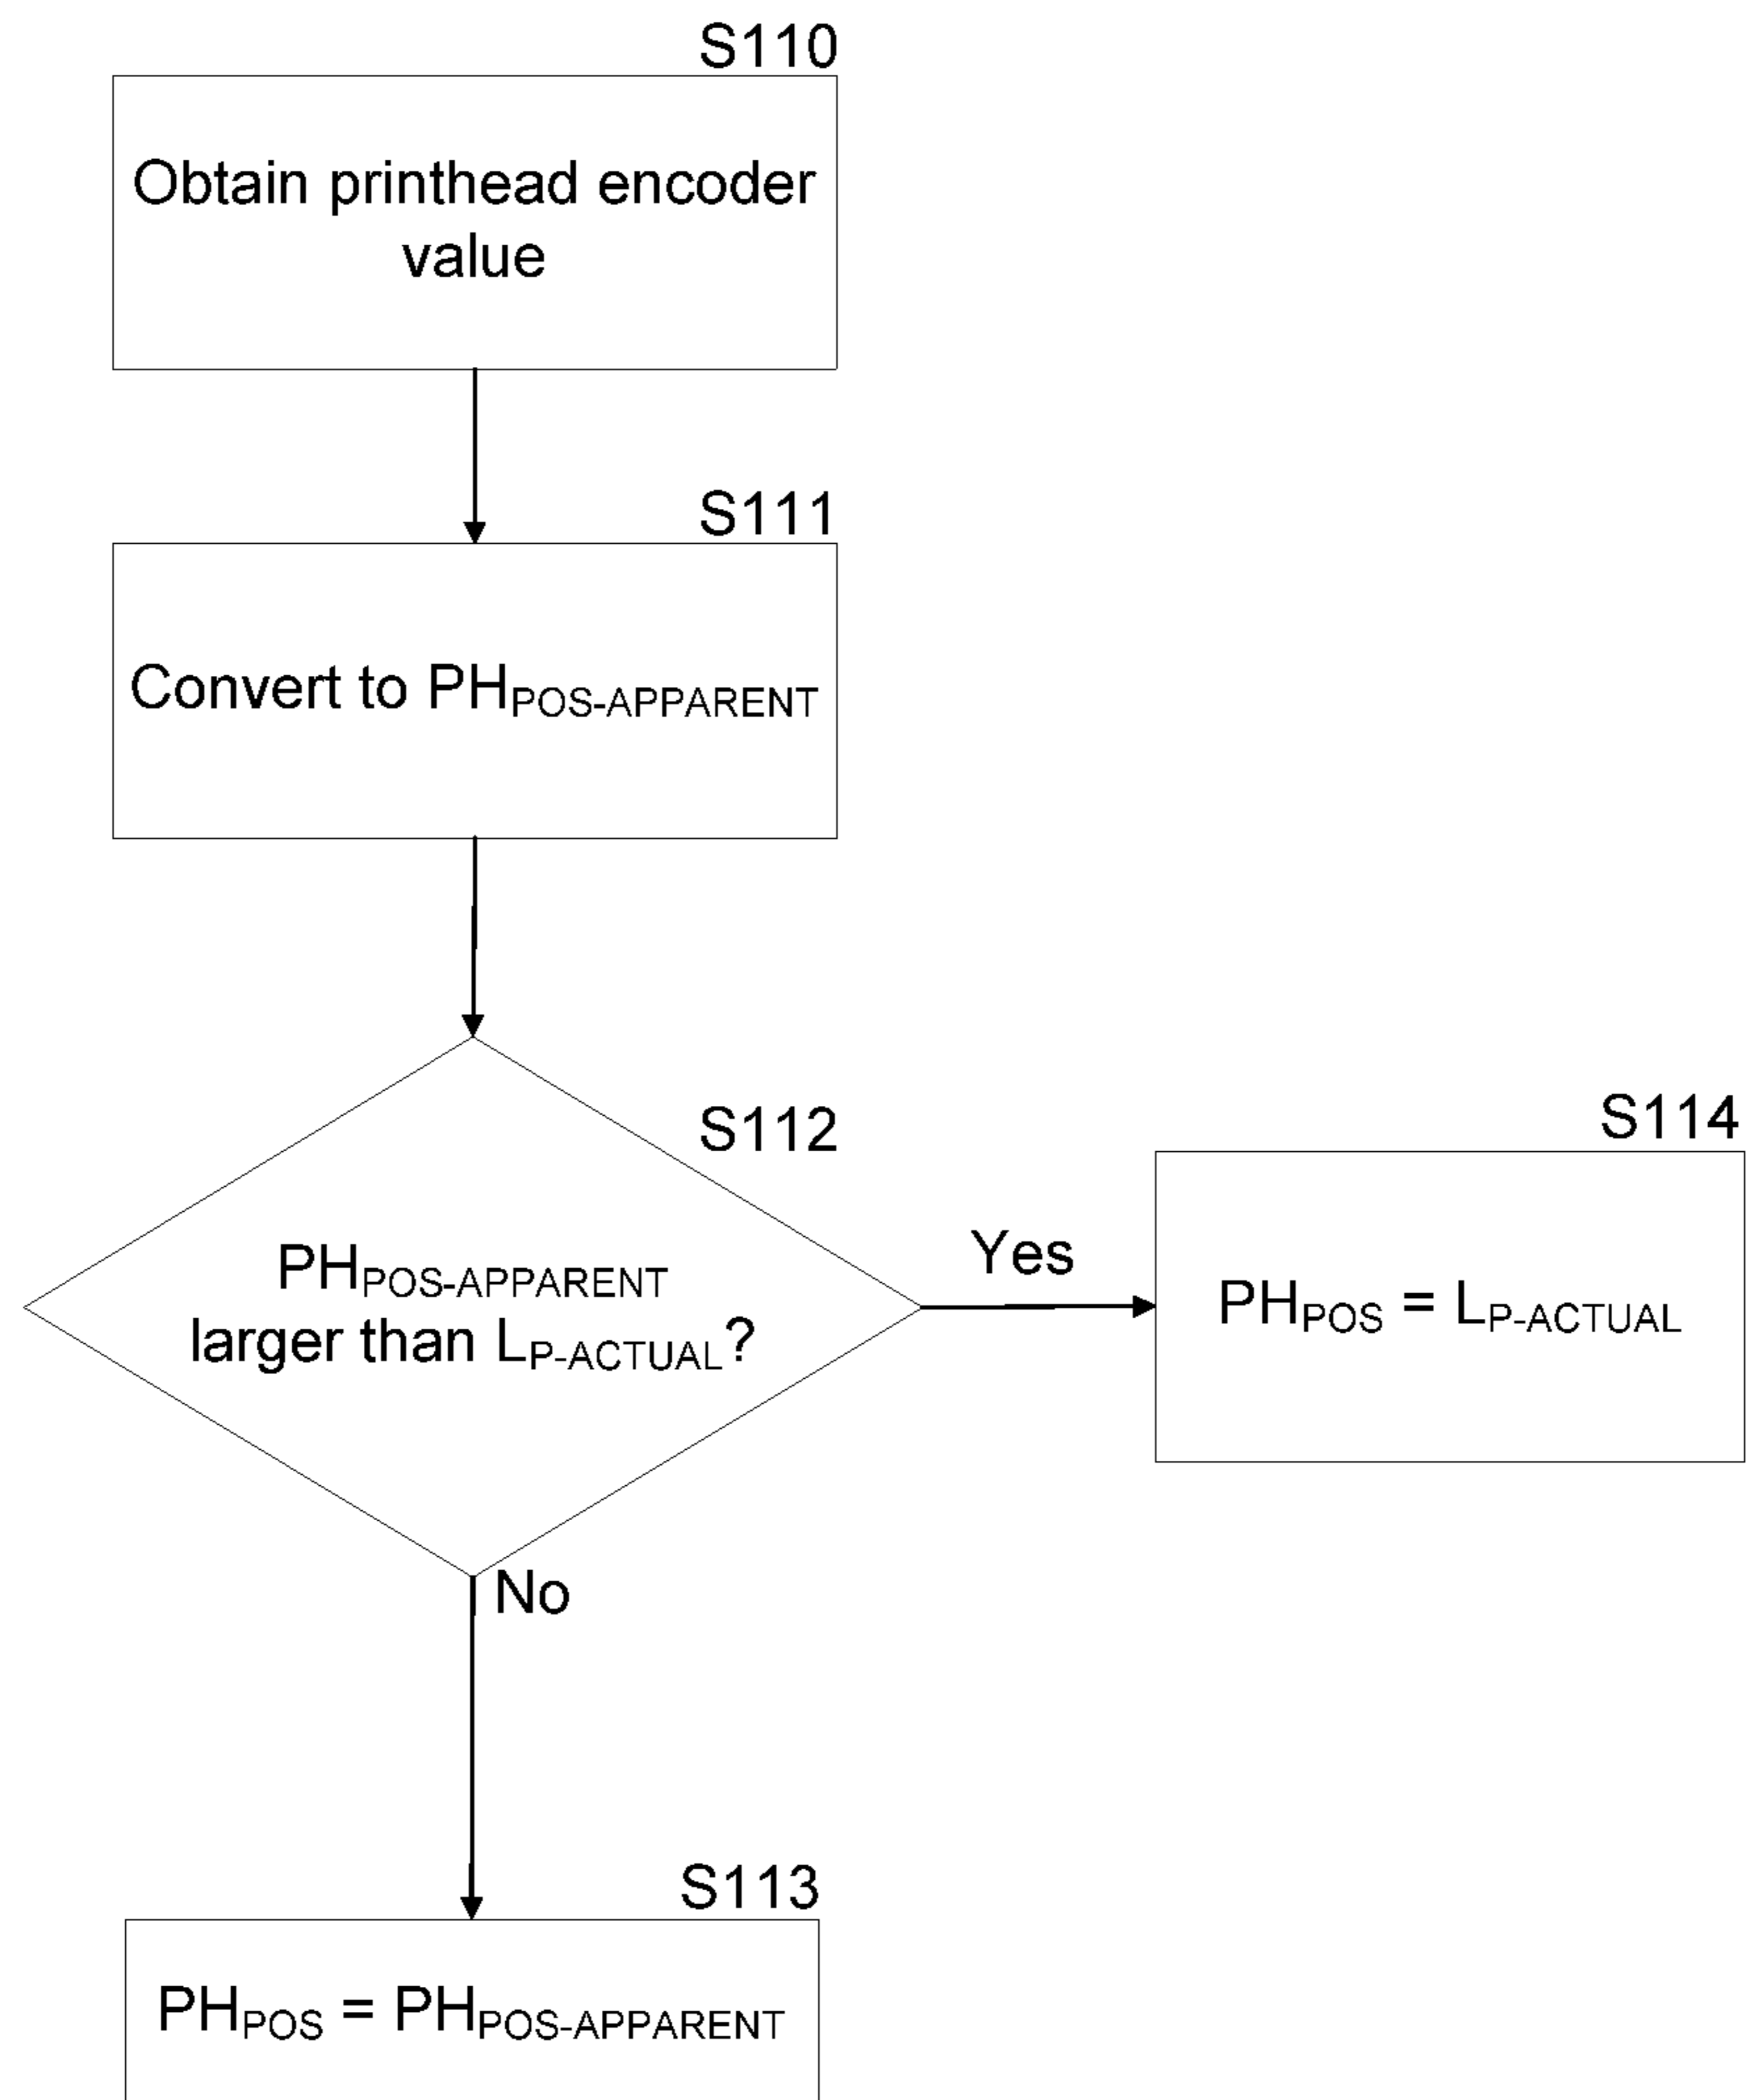 S110
Obtain printhead encoder
value
S111
Convert to PHPOS-APPARENT
S112
PHPOS-APPARENT
larger than LP-ACTUAL?
Yes
S114
PHPOS = LP-ACTUAL
No
S113
PHPOS = PHPOS-APPARENT